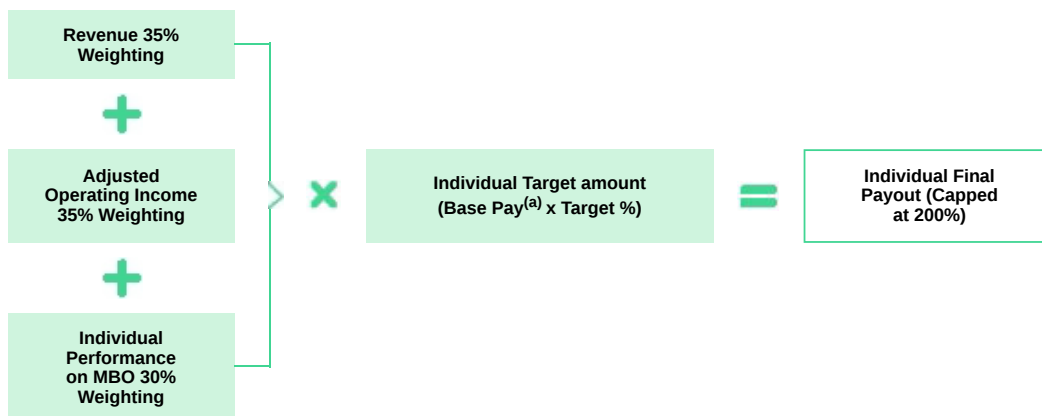 Revenue 35%
Weighting
+
Adjusted
Operating Income
35% Weighting
+
Individual
Performance
on MBO 30%
Weighting
×
Individual Target amount
(Base Pay(a) x Target %)
=
Individual Final
Payout (Capped
at 200%)